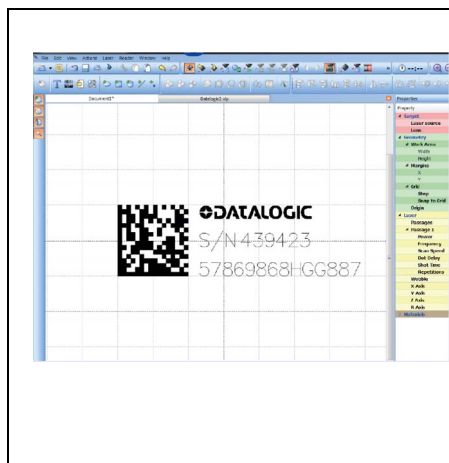 File Edit View Actions Laser Reader Window Help
Document1*
Datalogic2.xlp
Properties
Property
Target
Laser source
Lens
Geometry
Work Area
Width
Height
Margins
X
Y
Grid
Step
Snap to Grid
Origin
Laser
Passages
Passage 1
Power
Frequency
Scan Speed
Dot Delay
Shot Time
Repetitions
Wobble
X Axis
Y Axis
Z Axis
R Axis
Materials
DATALOGIC
S/N439423
57869868HGG887